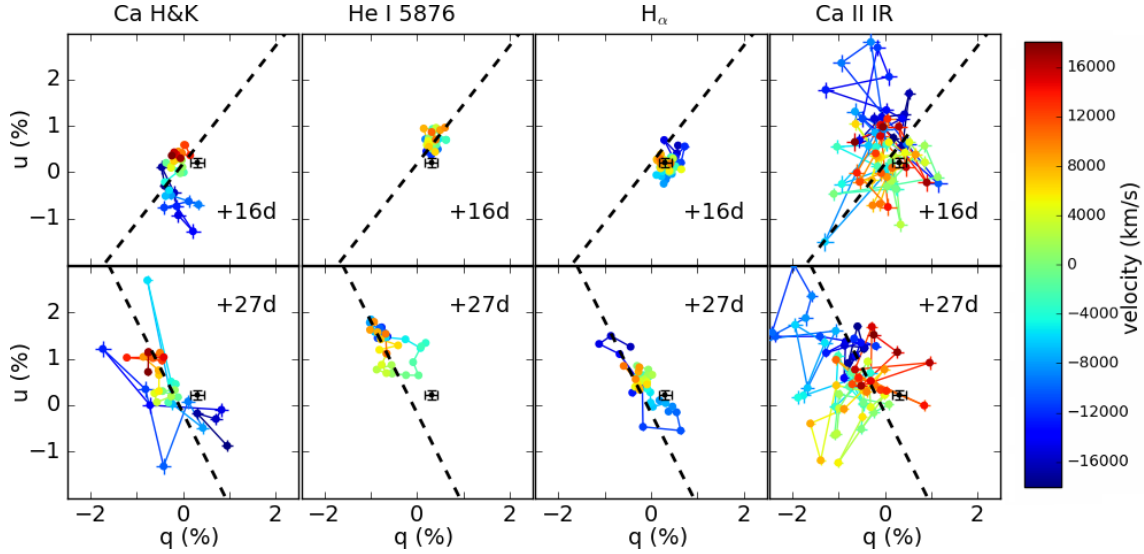 Ca H&K He I 5876 Hα Ca II IR
u (%) 2 1 0 −1 +16d +16d +16d +16d
u (%) 2 1 0 −1 +27d +27d +27d +27d
−2 0 2 −2 0 2 −2 0 2 −2 0 2
q (%) q (%) q (%) q (%)
16000
12000
8000
4000
0
−4000
−8000
−12000
−16000
velocity (km/s)